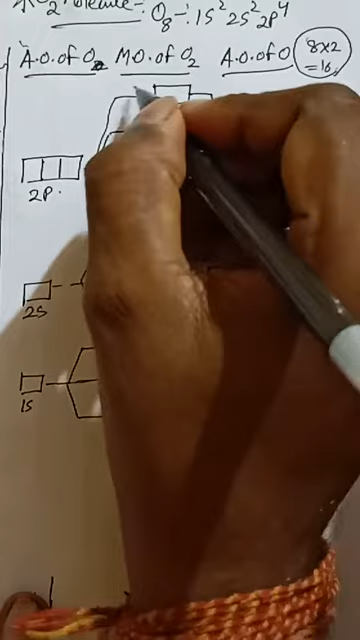 O₂ Molecule – O₈ – : 1S² 2S² 2P⁴
A.O. of O₂ M.O. of O₂ A.O. of O 8x2
=16
2P.
2S
1S